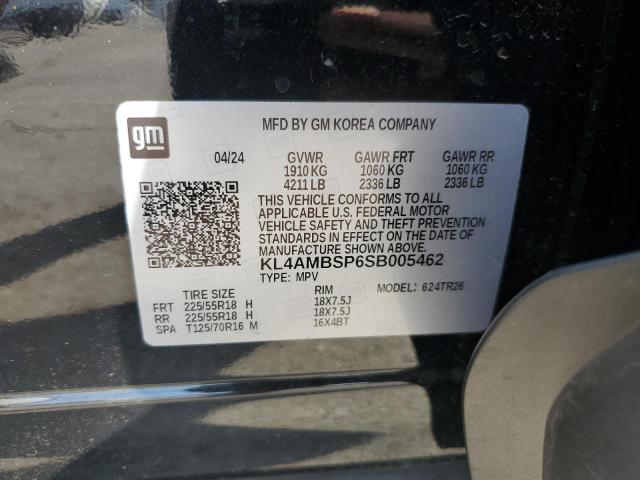 gm
MFD BY GM KOREA COMPANY
04/24 GVWR GAWR FRT GAWR RR
1910 KG 1060 KG 1060 KG
4211 LB 2336 LB 2336 LB
THIS VEHICLE CONFORMS TO ALL
APPLICABLE U.S. FEDERAL MOTOR
VEHICLE SAFETY AND THEFT PREVENTION
STANDARDS IN EFFECT ON THE DATE OF
MANUFACTURE SHOWN ABOVE.
KL4AMBSP6SB005462
TYPE: MPV MODEL: 624TR26
TIRE SIZE RIM
FRT 225/55R18 H 18X7.5J
RR 225/55R18 H 18X7.5J
SPA T125/70R16 M 16X4BT